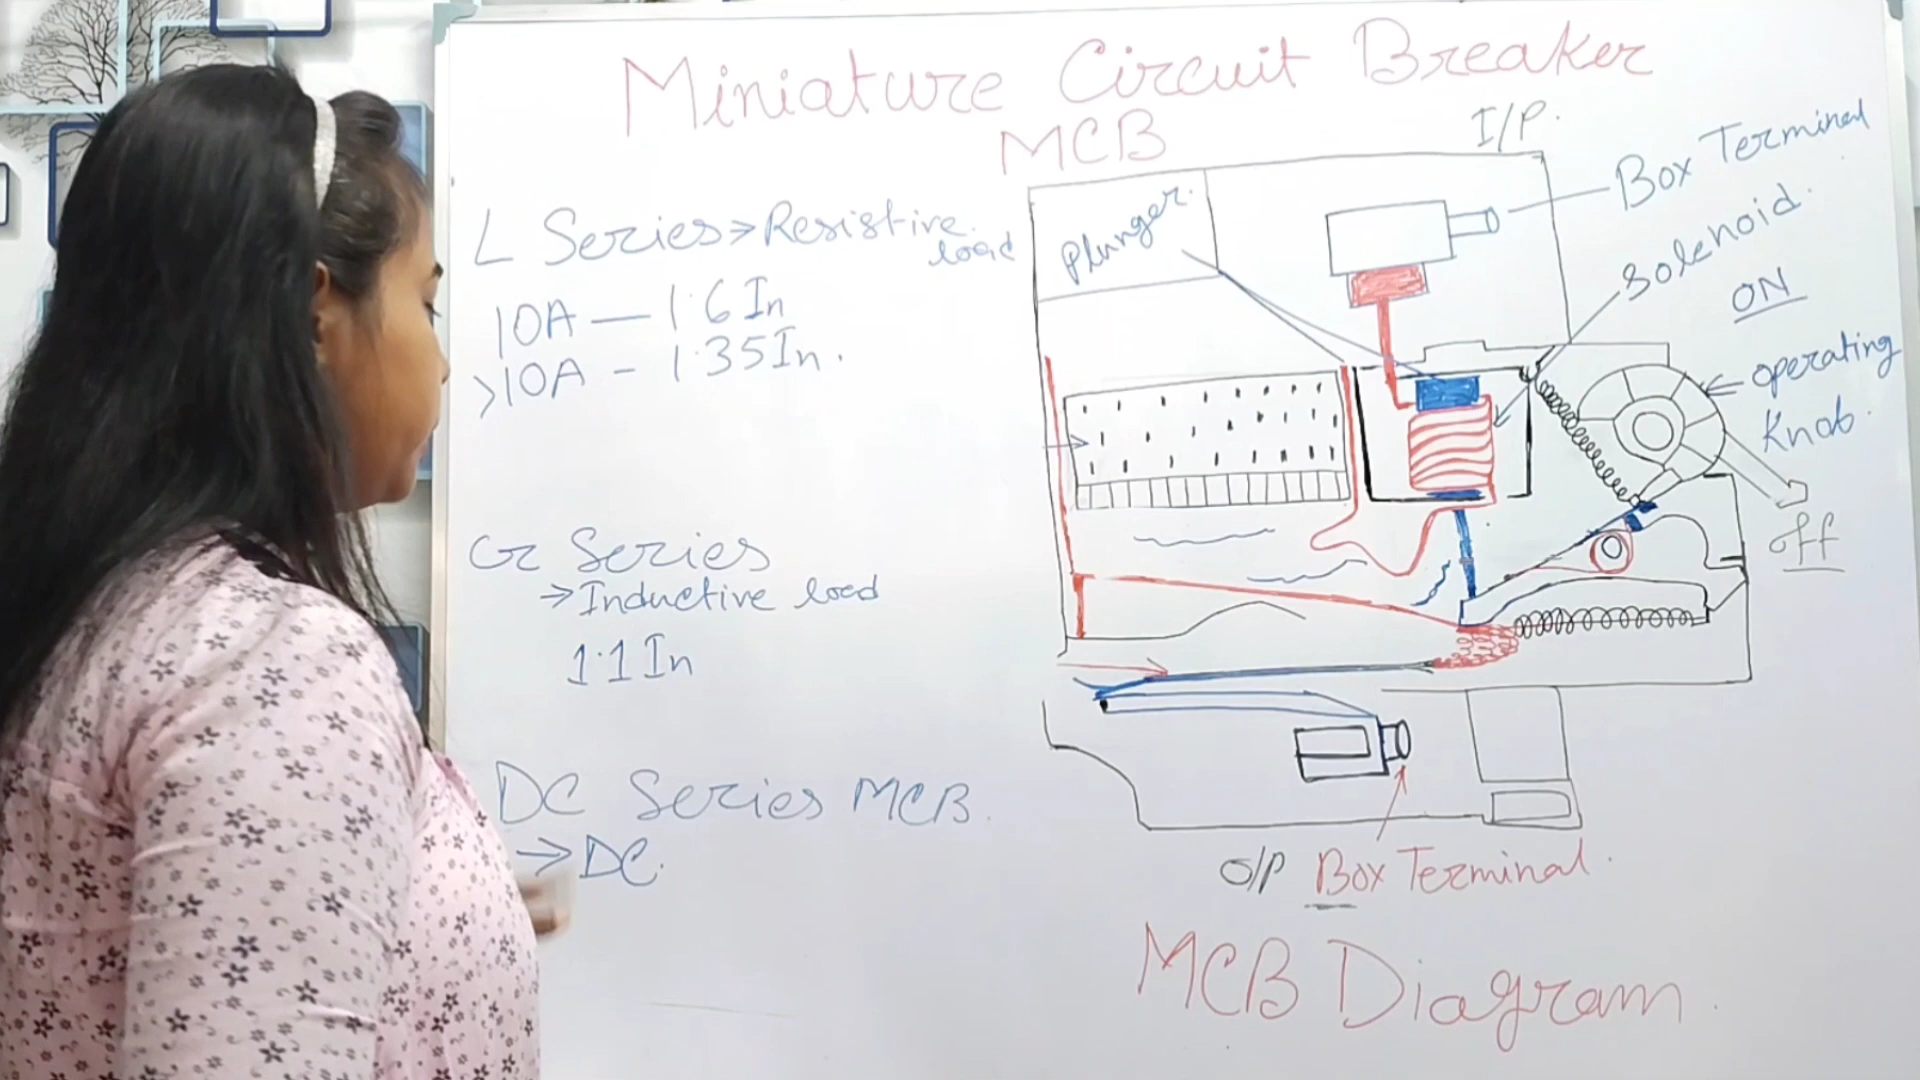 Miniature Circuit Breaker
MCB
L Series → Resistive
load
10A — 1.6 In
>10A - 1.35 In.
G Series
→ Inductive load
1.1 In
DC Series MCB.
→ DC.
I/P.
Plunger.
Box Terminal
Solenoid.
ON
operating
Knob.
off
O/P Box Terminal.
MCB Diagram.